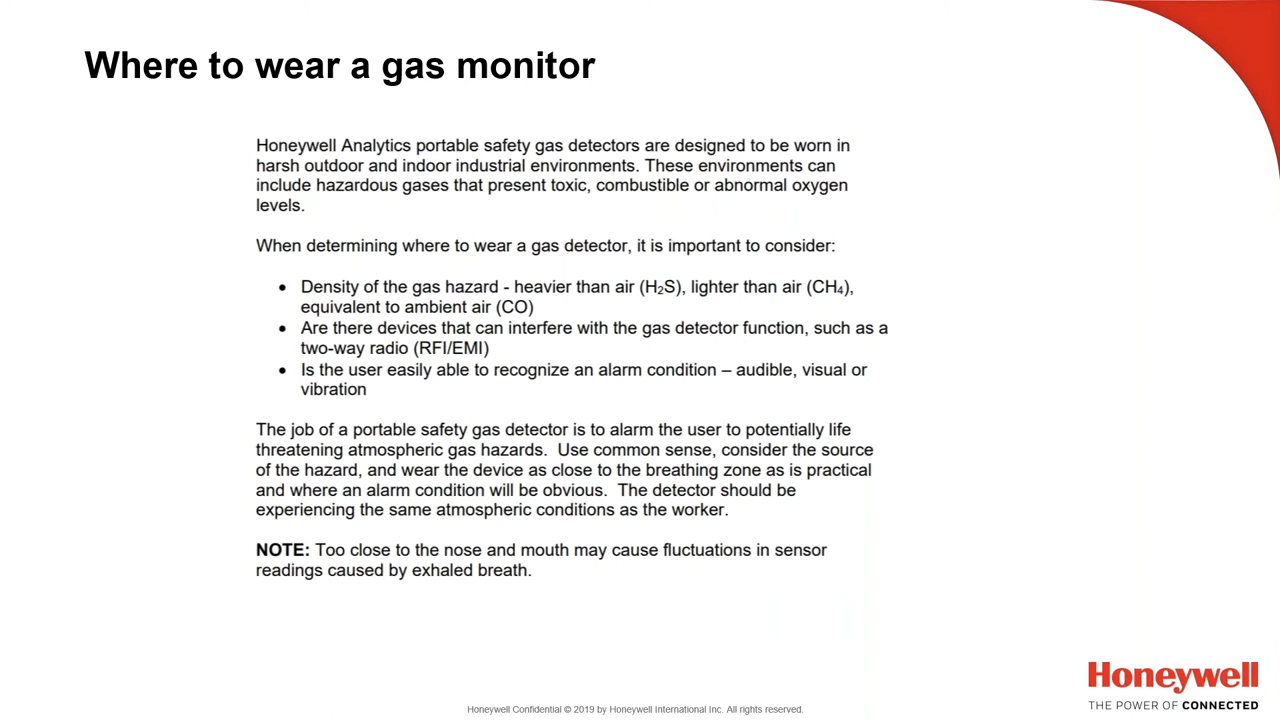 Where to wear a gas monitor
Honeywell Analytics portable safety gas detectors are designed to be worn in
harsh outdoor and indoor industrial environments. These environments can
include hazardous gases that present toxic, combustible or abnormal oxygen
levels.
When determining where to wear a gas detector, it is important to consider:
• Density of the gas hazard - heavier than air (H₂S), lighter than air (CH₄),
equivalent to ambient air (CO)
• Are there devices that can interfere with the gas detector function, such as a
two-way radio (RFI/EMI)
• Is the user easily able to recognize an alarm condition – audible, visual or
vibration
The job of a portable safety gas detector is to alarm the user to potentially life
threatening atmospheric gas hazards. Use common sense, consider the source
of the hazard, and wear the device as close to the breathing zone as is practical
and where an alarm condition will be obvious. The detector should be
experiencing the same atmospheric conditions as the worker.
NOTE: Too close to the nose and mouth may cause fluctuations in sensor
readings caused by exhaled breath.
Honeywell
THE POWER OF CONNECTED
Honeywell Confidential © 2019 by Honeywell International Inc. All rights reserved.